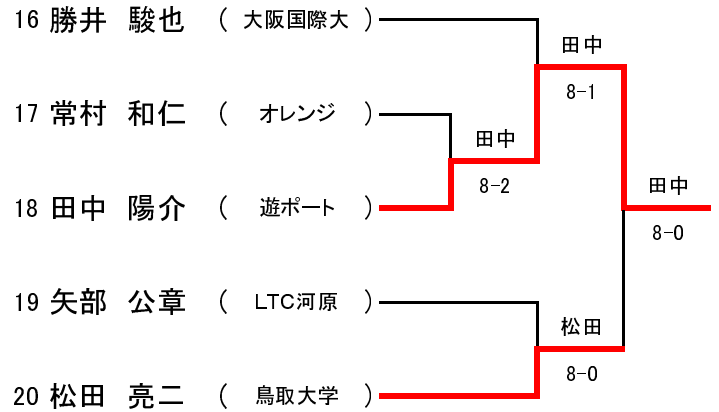 16 勝井 駿也 ( 大阪国際大 )
田中
8-1
17 常村 和仁 ( オレンジ )
田中
8-2
18 田中 陽介 ( 遊ポート )
田中
8-0
19 矢部 公章 ( LTC河原 )
松田
8-0
20 松田 亮二 ( 鳥取大学 )